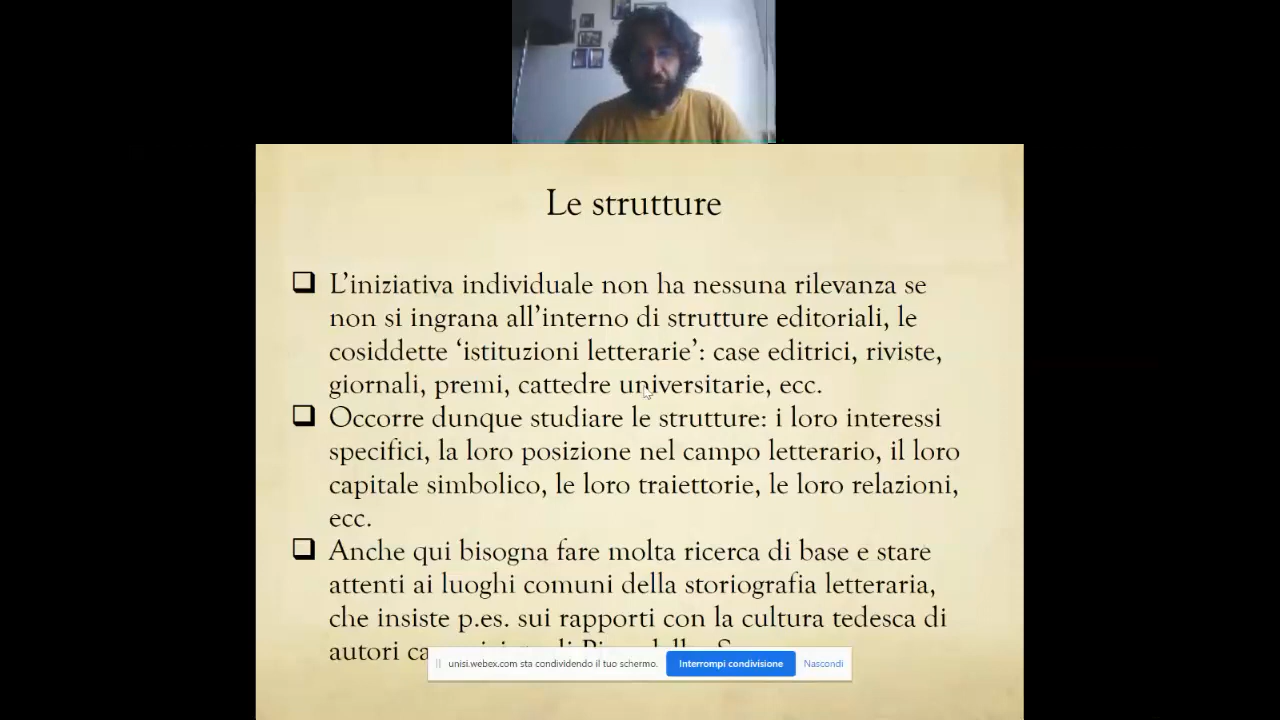 Le strutture
L'iniziativa individuale non ha nessuna rilevanza se
non si ingrana all'interno di strutture editoriali, le
cosiddette 'istituzioni letterarie': case editrici, riviste,
giornali, premi, cattedre universitarie, ecc.
Occorre dunque studiare le strutture: i loro interessi
specifici, la loro posizione nel campo letterario, il loro
capitale simbolico, le loro traiettorie, le loro relazioni,
ecc.
Anche qui bisogna fare molta ricerca di base e stare
attenti ai luoghi comuni della storiografia letteraria,
che insiste p.es. sui rapporti con la cultura tedesca di
autori
unisi.webex.com sta condividendo il tuo schermo. Interrompi condivisione Nascondi